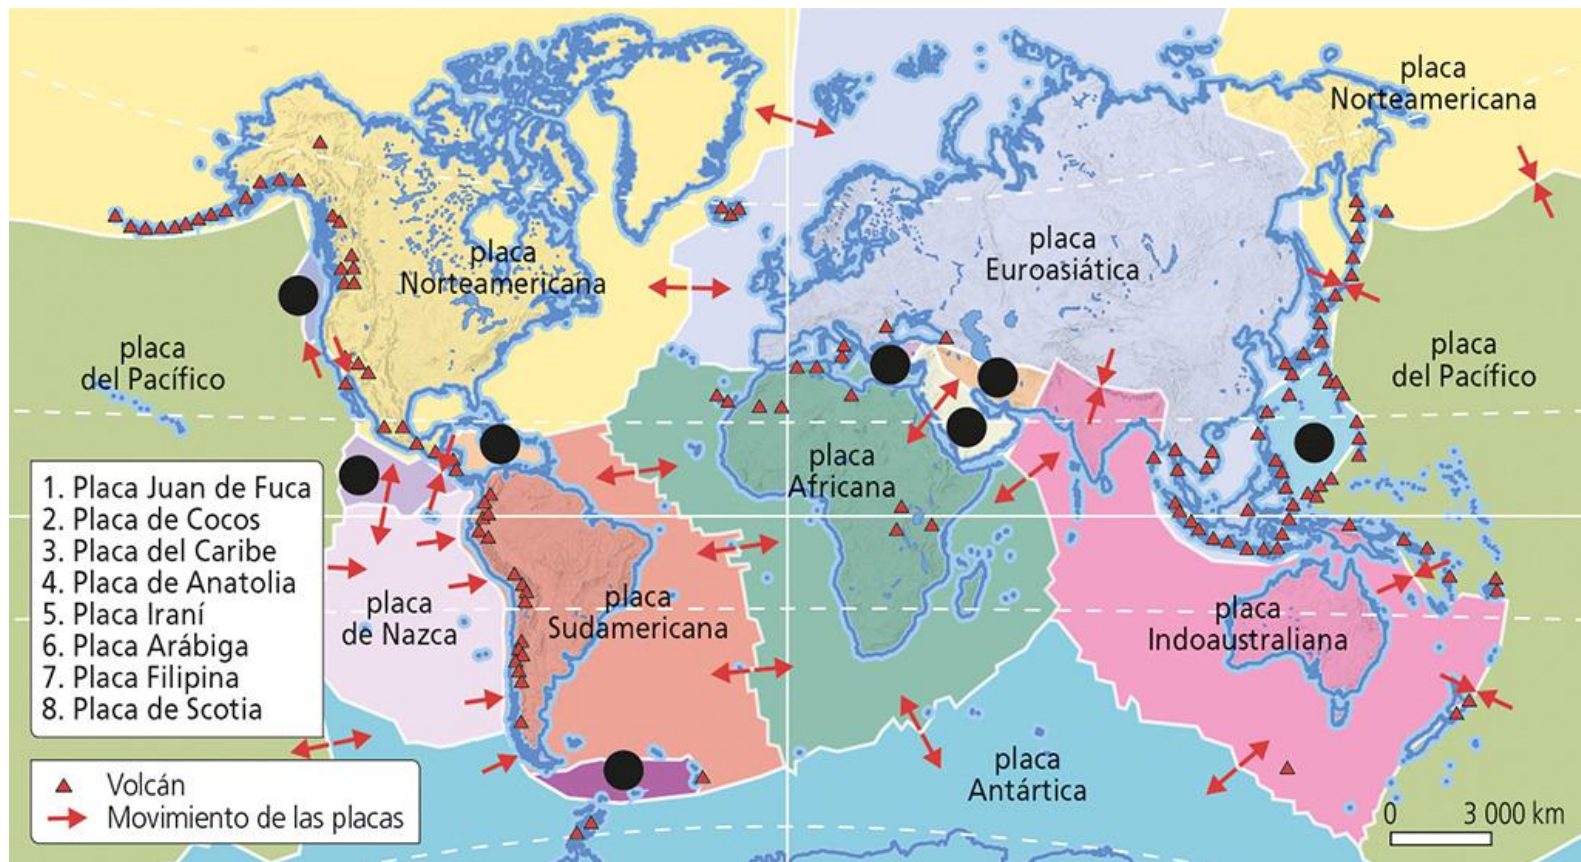 placa
Norteamericana
placa
Norteamericana
placa
Euroasiática
placa
del Pacífico
placa
del Pacífico
placa
Africana
1. Placa Juan de Fuca
2. Placa de Cocos
3. Placa del Caribe
4. Placa de Anatolia
5. Placa Iraní
6. Placa Arábiga
7. Placa Filipina
8. Placa de Scotia
placa
de Nazca
placa
Sudamericana
placa
Indoaustraliana
placa
Antártica
Volcán
Movimiento de las placas
0 3 000 km